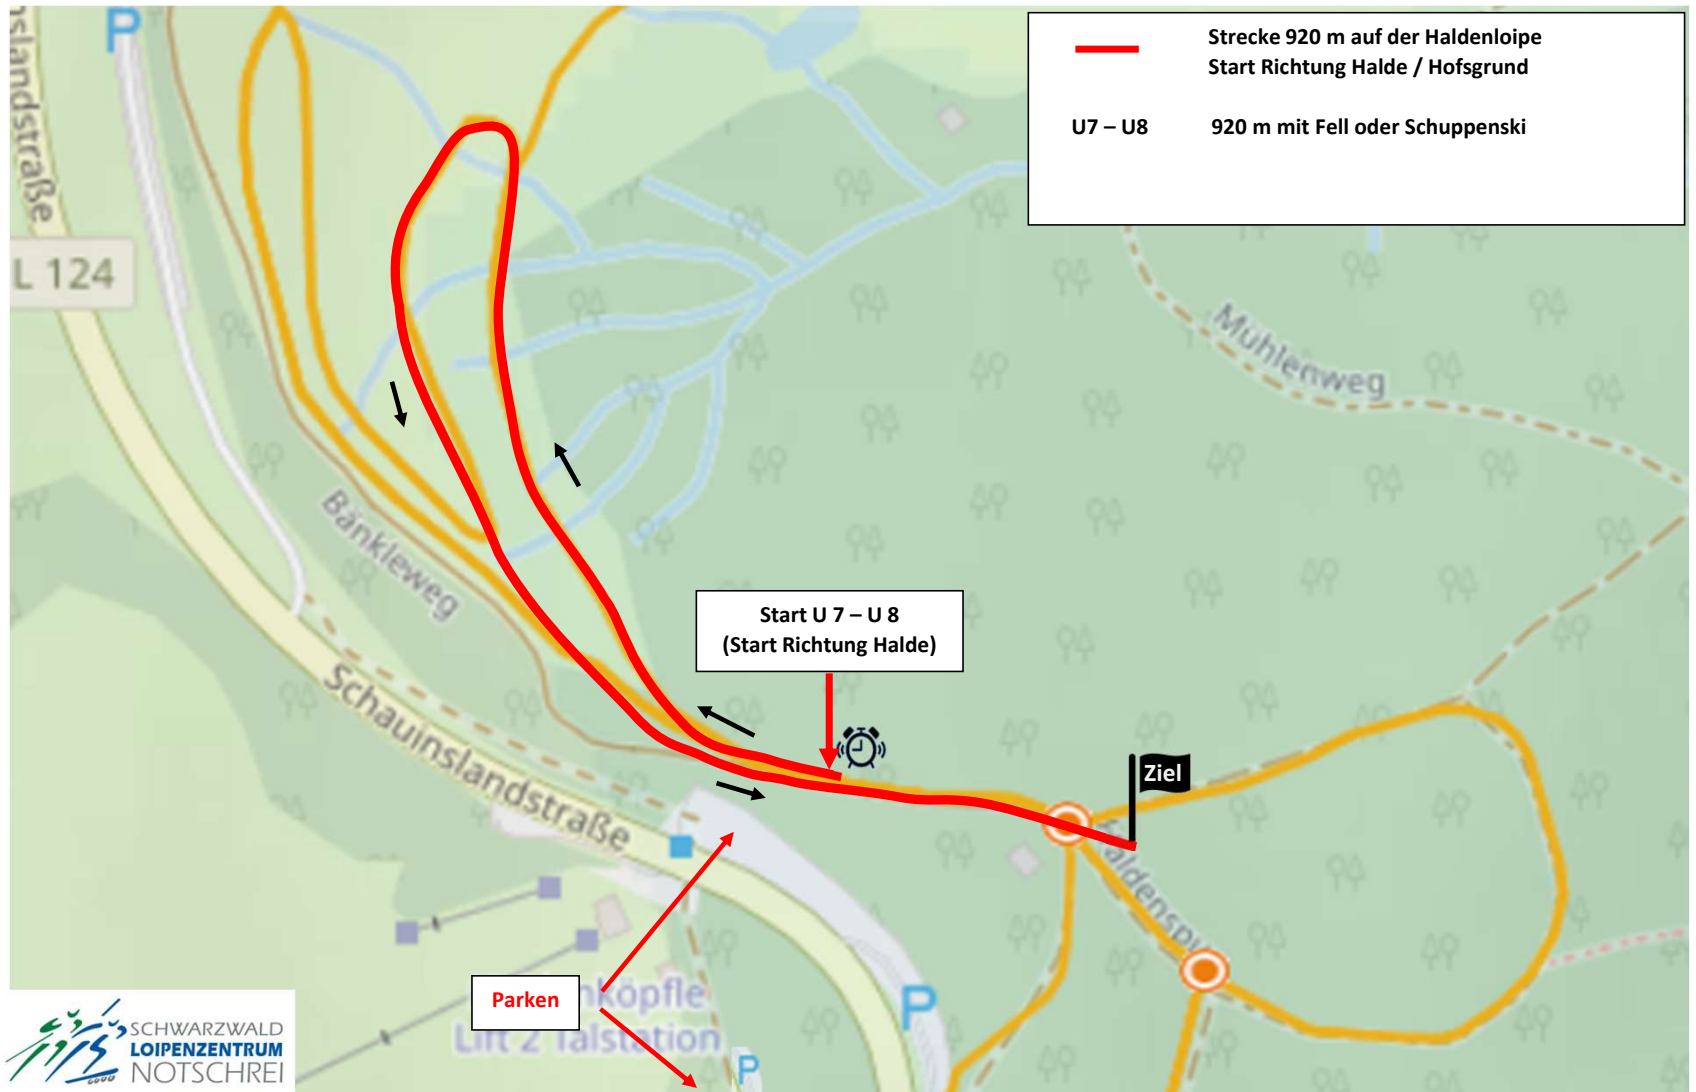 P
Strecke 920 m auf der Haldenloipe
Start Richtung Halde / Hofsgrund
U7 – U8 920 m mit Fell oder Schuppenski
L 124
Mühlenweg
Bänkleweg
Start U 7 – U 8
(Start Richtung Halde)
Schauinslandstraße
Ziel
Parken
Lift 2 Talstation
P
P
SCHWARZWALD
LOIPENZENTRUM
NOTSCHREI